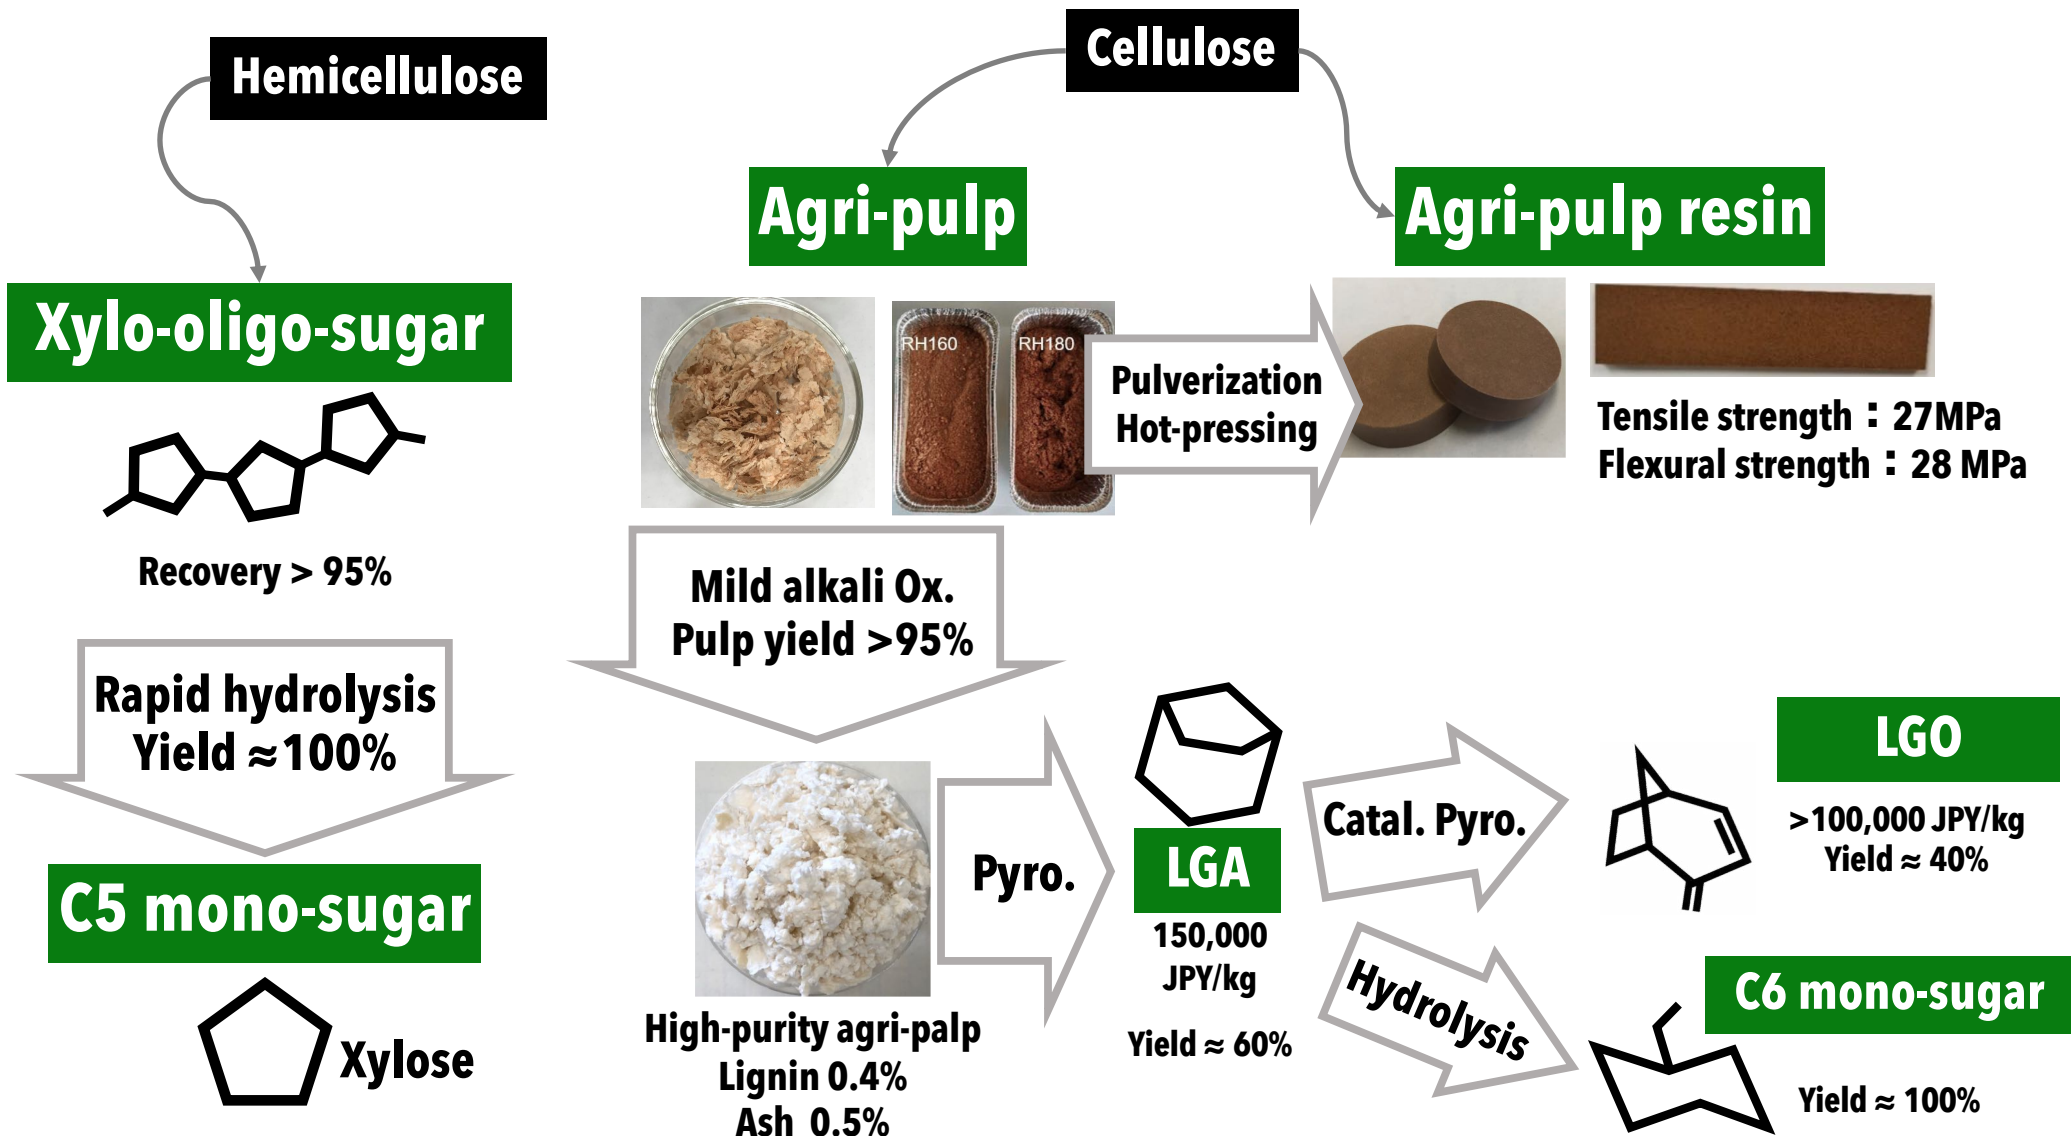 Hemicellulose
Cellulose
Agri-pulp
Agri-pulp resin
Xylo-oligo-sugar
RH160
RH180
Pulverization
Hot-pressing
Tensile strength：27MPa
Flexural strength：28 MPa
Recovery > 95%
Mild alkali Ox.
Pulp yield >95%
Rapid hydrolysis
Yield ≈100%
C5 mono-sugar
Xylose
High-purity agri-palp
Lignin 0.4%
Ash 0.5%
Pyro.
LGA
150,000
JPY/kg
Yield ≈ 60%
Catal. Pyro.
LGO
>100,000 JPY/kg
Yield ≈ 40%
Hydrolysis
C6 mono-sugar
Yield ≈ 100%